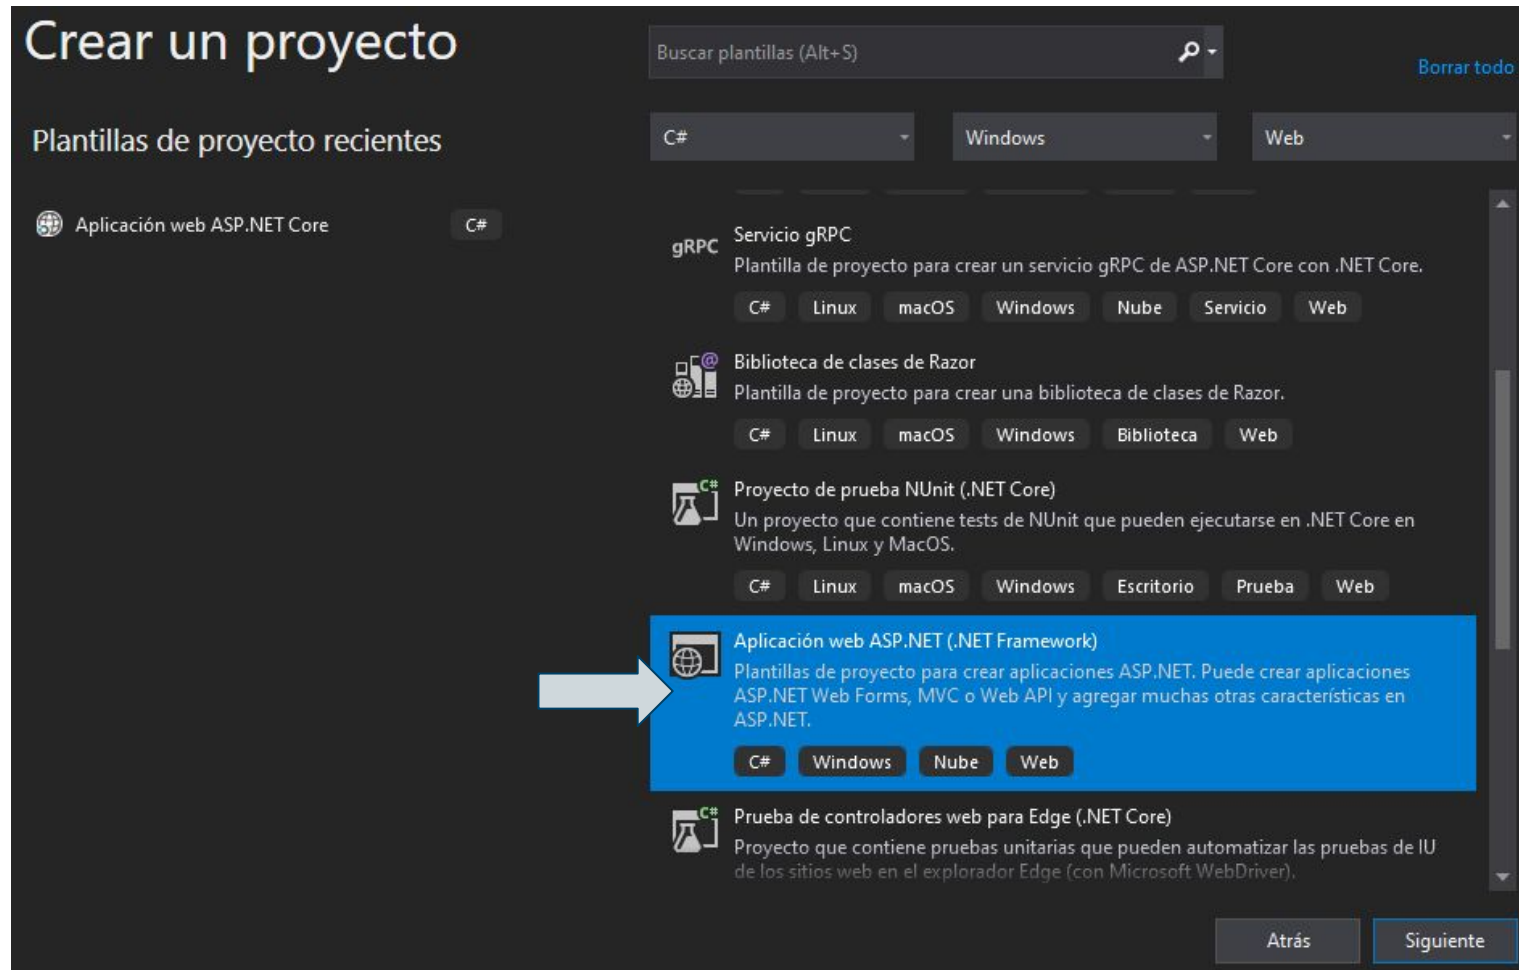 Crear un proyecto
Buscar plantillas (Alt+S)
Borrar todo
Plantillas de proyecto recientes
C#
Windows
Web
Aplicación web ASP.NET Core
C#
gRPC
Servicio gRPC
Plantilla de proyecto para crear un servicio gRPC de ASP.NET Core con .NET Core.
C# Linux macOS Windows Nube Servicio Web
Biblioteca de clases de Razor
Plantilla de proyecto para crear una biblioteca de clases de Razor.
C# Linux macOS Windows Biblioteca Web
Proyecto de prueba NUnit (.NET Core)
Un proyecto que contiene tests de NUnit que pueden ejecutarse en .NET Core en
Windows, Linux y MacOS.
C# Linux macOS Windows Escritorio Prueba Web
Aplicación web ASP.NET (.NET Framework)
Plantillas de proyecto para crear aplicaciones ASP.NET. Puede crear aplicaciones
ASP.NET Web Forms, MVC o Web API y agregar muchas otras características en
ASP.NET.
C# Windows Nube Web
Prueba de controladores web para Edge (.NET Core)
Proyecto que contiene pruebas unitarias que pueden automatizar las pruebas de IU
de los sitios web en el explorador Edge (con Microsoft WebDriver).
Atrás
Siguiente